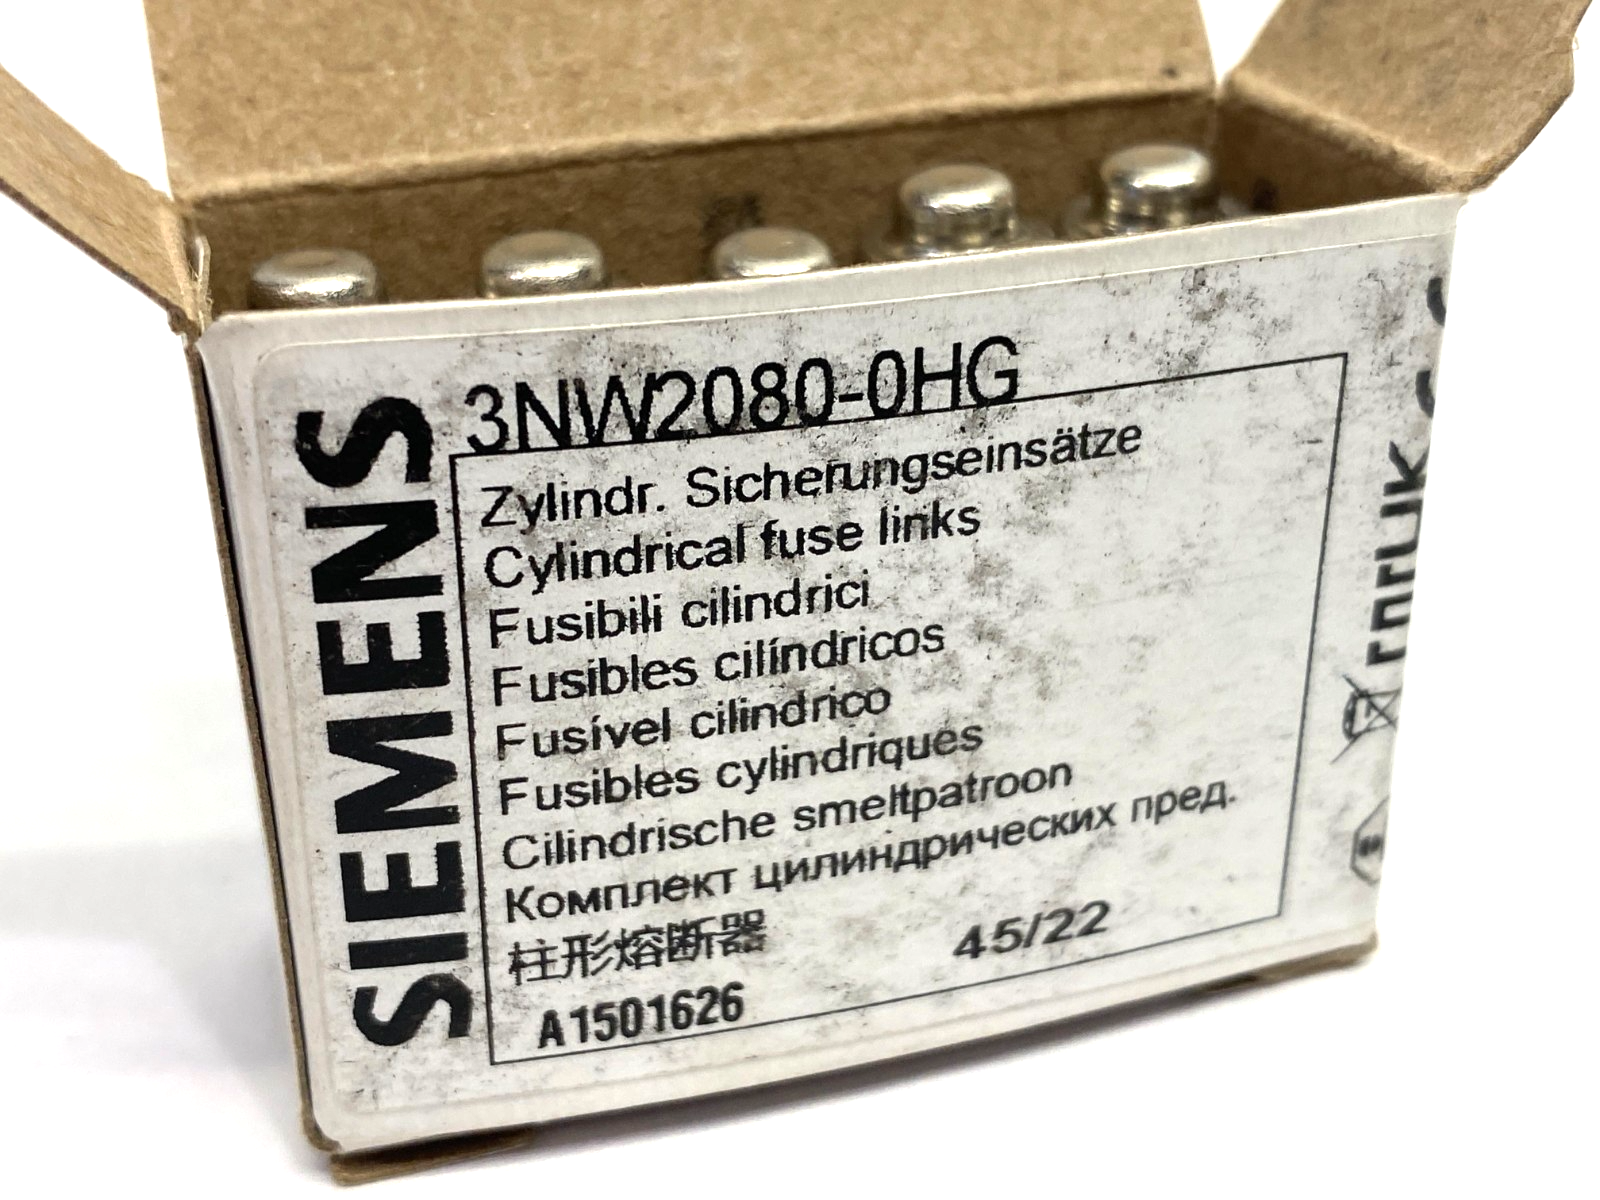 SIEMENS
3NW2080-0HG
Zylindr. Sicherungseinsätze
Cylindrical fuse links
Fusibili cilindrici
Fusibles cilíndricos
Fusível cilindrico
Fusibles cylindriques
Cilindrische smeltpatroon
Комплект цилиндрических пред.
柱形熔断器
45/22
A1501626